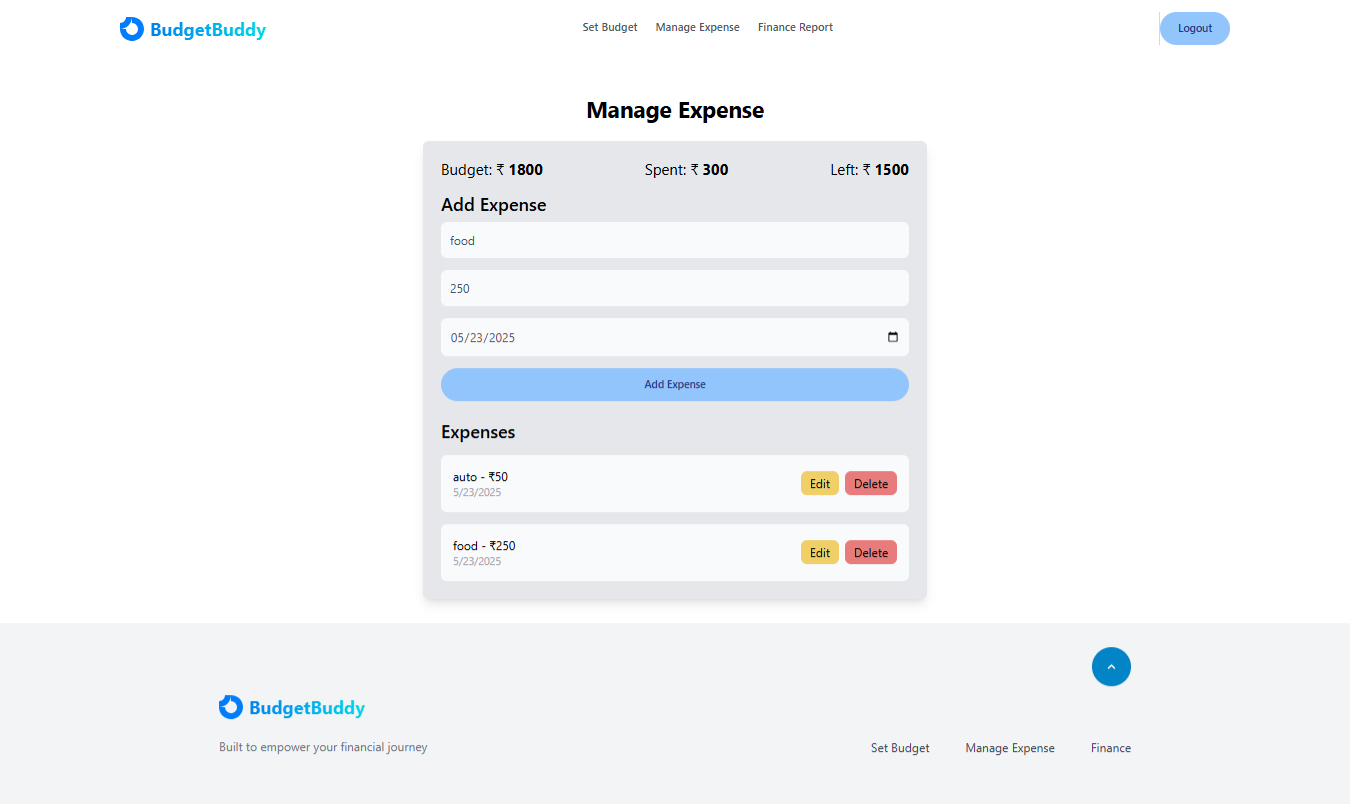 BudgetBuddy
Set Budget Manage Expense Finance Report
Logout
Manage Expense
Budget: ₹ 1800 Spent: ₹ 300 Left: ₹ 1500
Add Expense
food
250
05/23/2025
Add Expense
Expenses
auto - ₹50
5/23/2025
Edit Delete
food - ₹250
5/23/2025
Edit Delete
BudgetBuddy
Built to empower your financial journey
Set Budget Manage Expense Finance